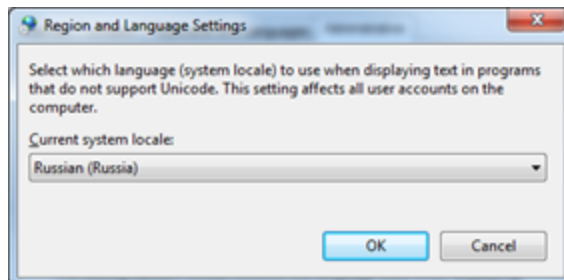 Region and Language Settings
Select which language (system locale) to use when displaying text in programs
that do not support Unicode. This setting affects all user accounts on the
computer.
Current system locale:
Russian (Russia)
OK
Cancel